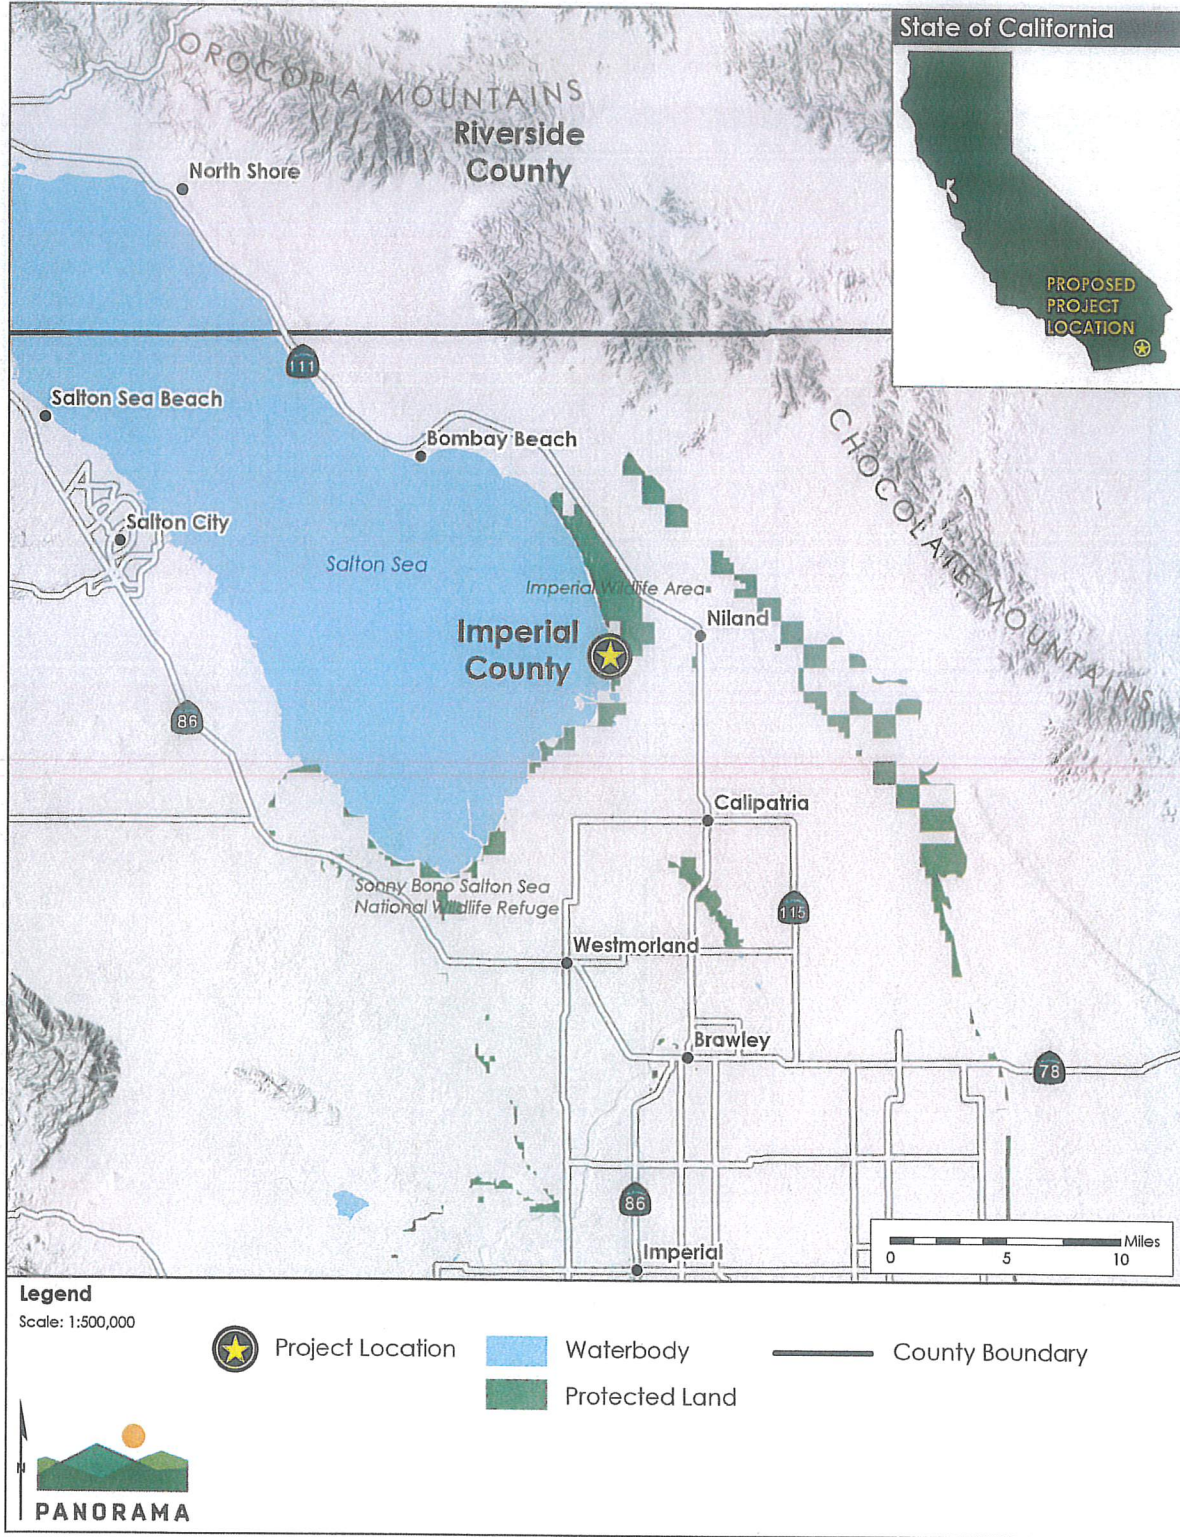 State of California
OROCOPIA MOUNTAINS
Riverside
County
North Shore
PROPOSED
PROJECT
LOCATION
111
Salton Sea Beach
Bombay Beach
CHOCOLATE MOUNTAINS
Salton City
Salton Sea
Imperial Wildlife Area
Niland
Imperial
County
86
Calipatria
Sonny Bono Salton Sea
National Wildlife Refuge
115
Westmorland
Brawley
78
86
Imperial
Miles
0 5 10
Legend
Scale: 1:500,000
Project Location
Waterbody
County Boundary
Protected Land
N
PANORAMA